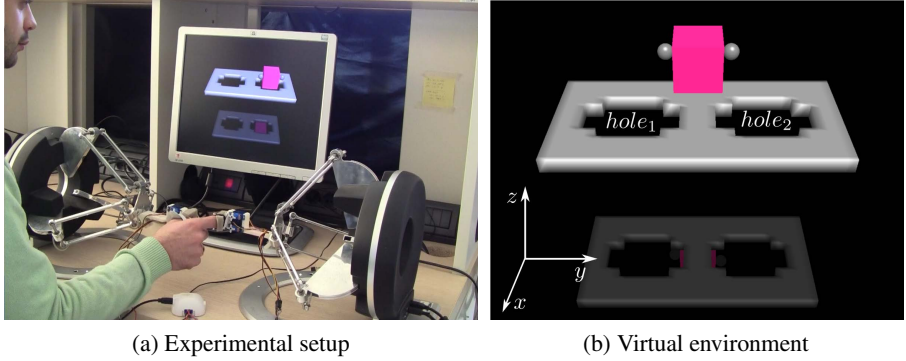 hole₁
hole₂
z
y
x
(a) Experimental setup
(b) Virtual environment